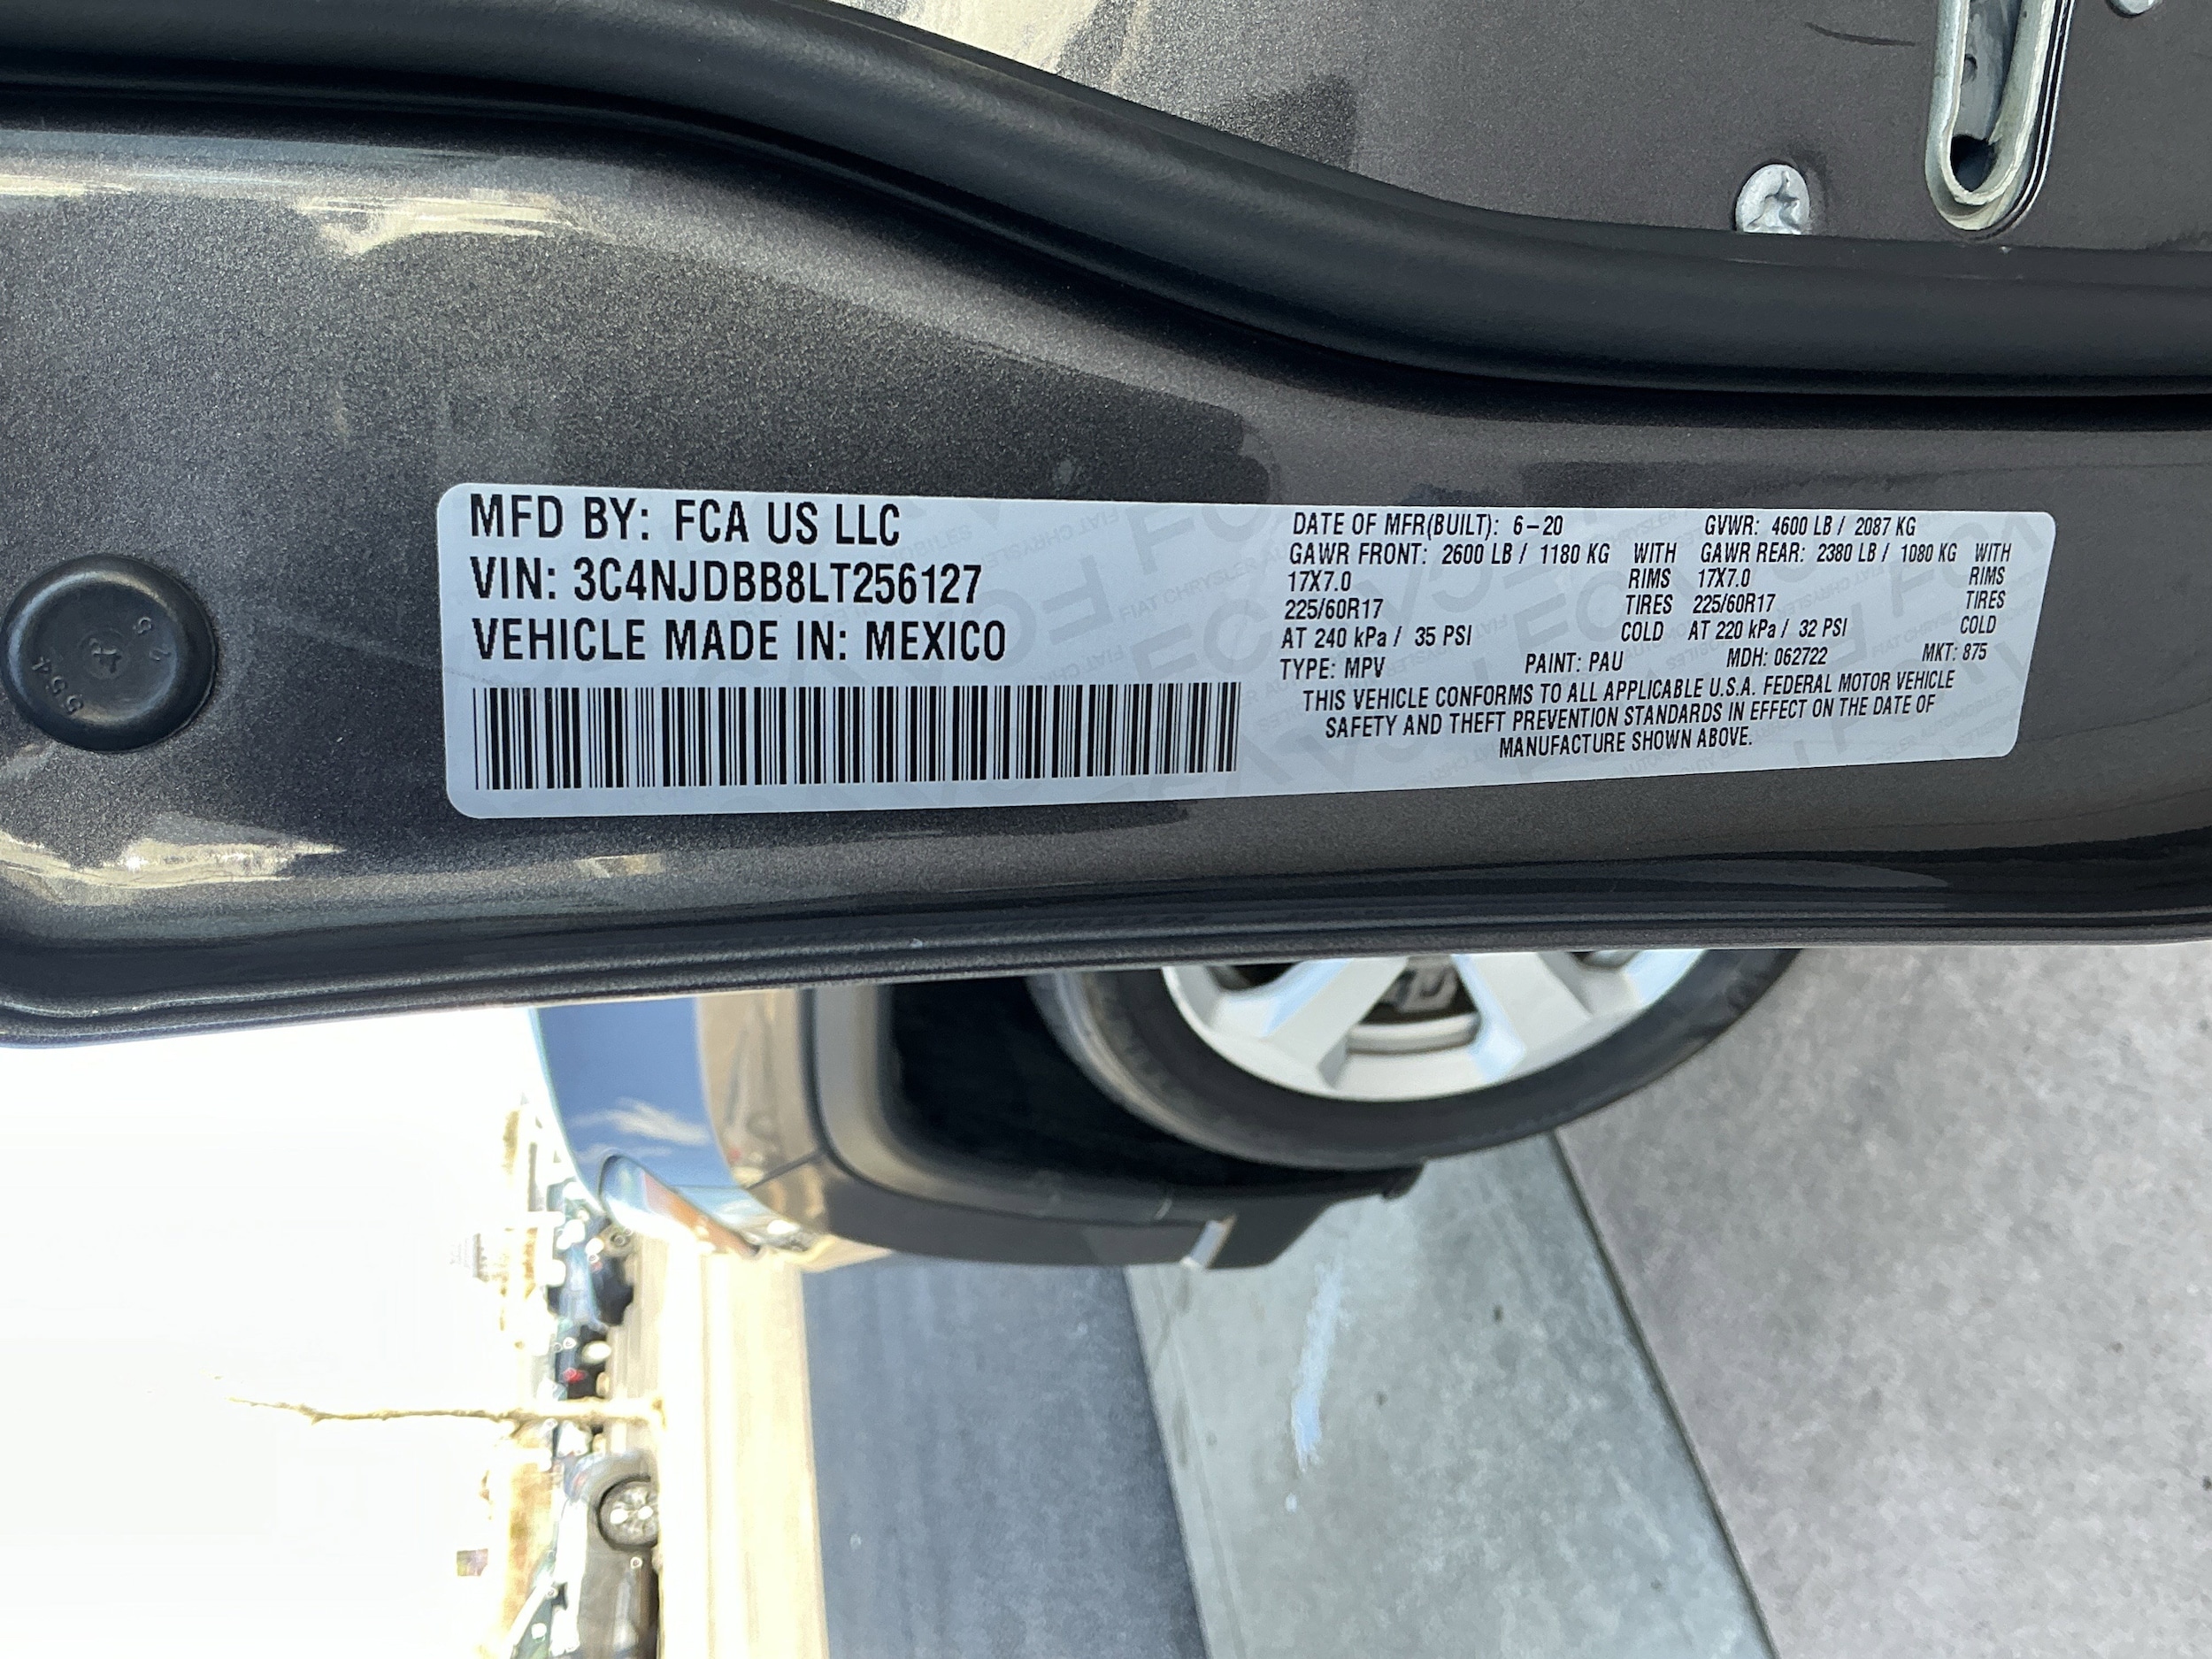 MFD BY: FCA US LLC
VIN: 3C4NJDBB8LT256127
VEHICLE MADE IN: MEXICO
DATE OF MFR(BUILT): 6-20 GVWR: 4600 LB / 2087 KG
GAWR FRONT: 2600 LB / 1180 KG WITH GAWR REAR: 2380 LB / 1080 KG WITH
17X7.0 RIMS 17X7.0 RIMS
225/60R17 TIRES 225/60R17 TIRES
AT 240 kPa / 35 PSI COLD AT 220 kPa / 32 PSI COLD
TYPE: MPV PAINT: PAU MDH: 062722 MKT: 875
THIS VEHICLE CONFORMS TO ALL APPLICABLE U.S.A. FEDERAL MOTOR VEHICLE
SAFETY AND THEFT PREVENTION STANDARDS IN EFFECT ON THE DATE OF
MANUFACTURE SHOWN ABOVE.